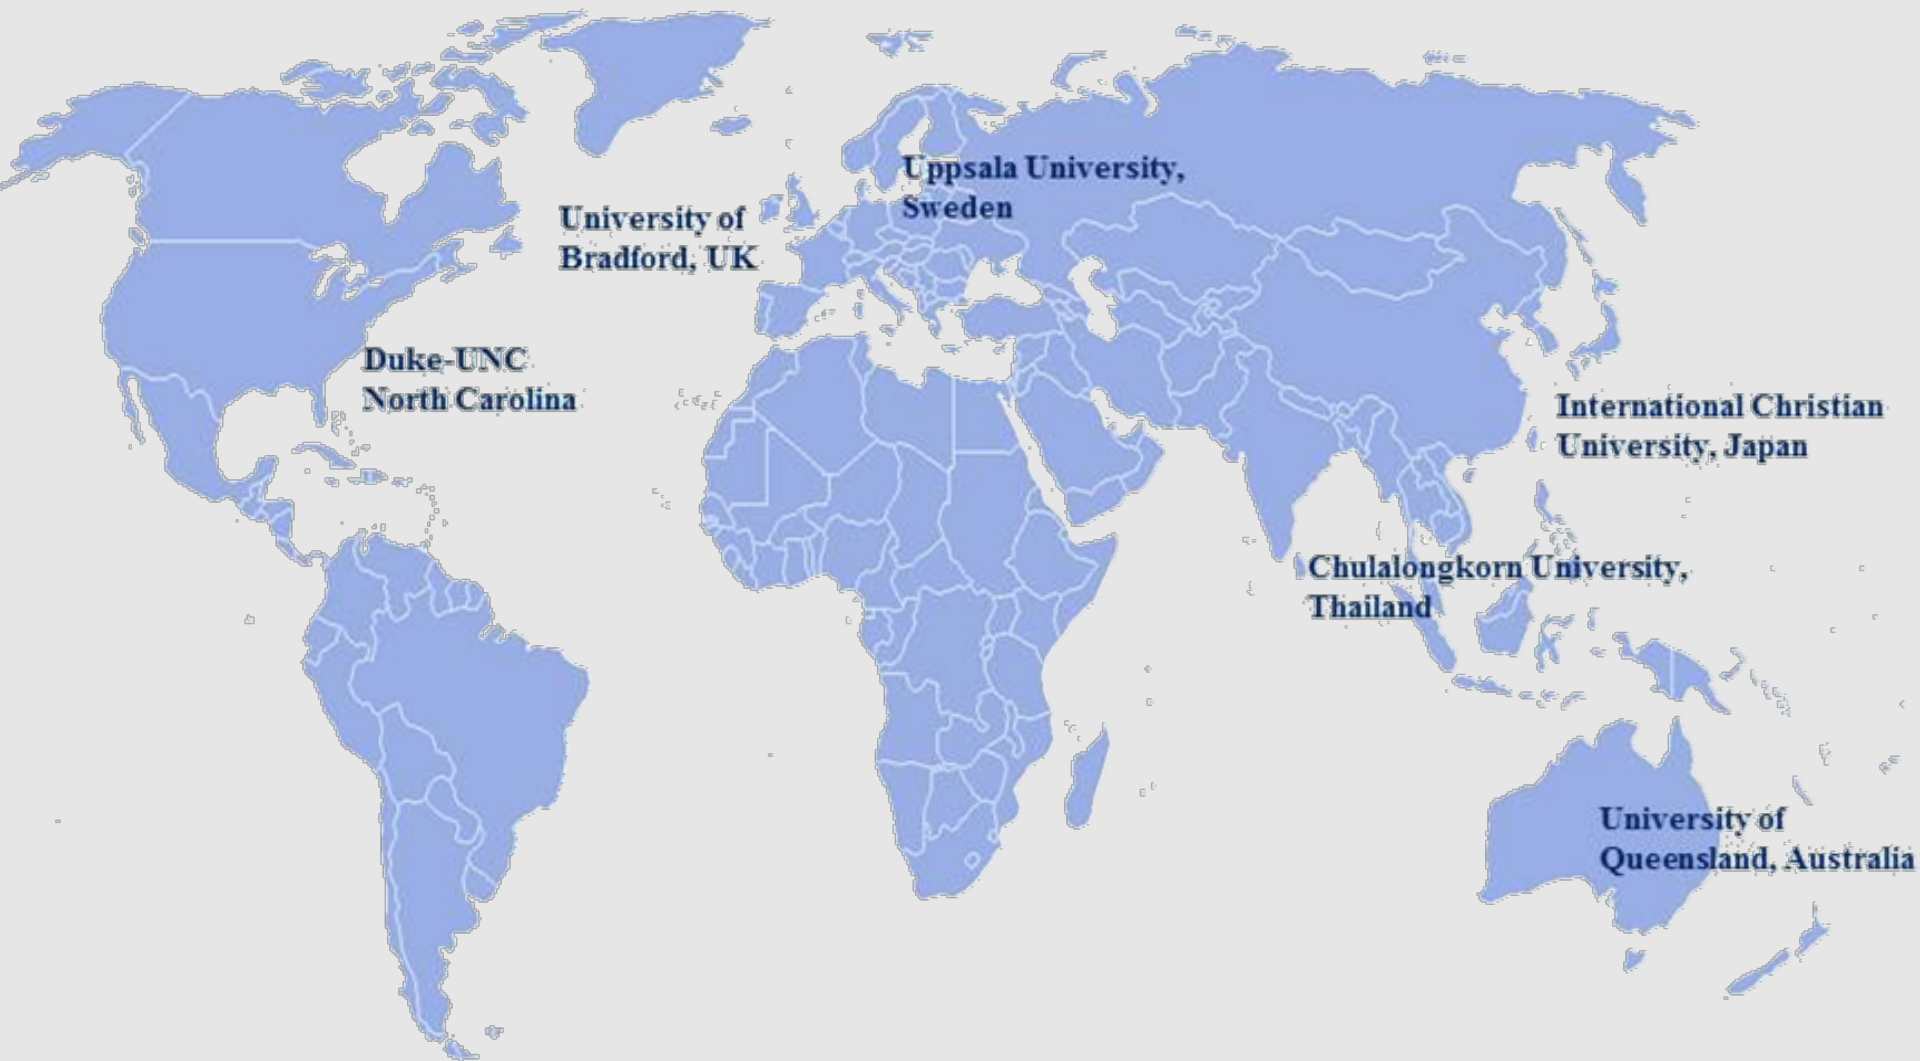 Uppsala University,
Sweden
University of
Bradford, UK
Duke-UNC
North Carolina
International Christian
University, Japan
Chulalongkorn University,
Thailand
University of
Queensland, Australia